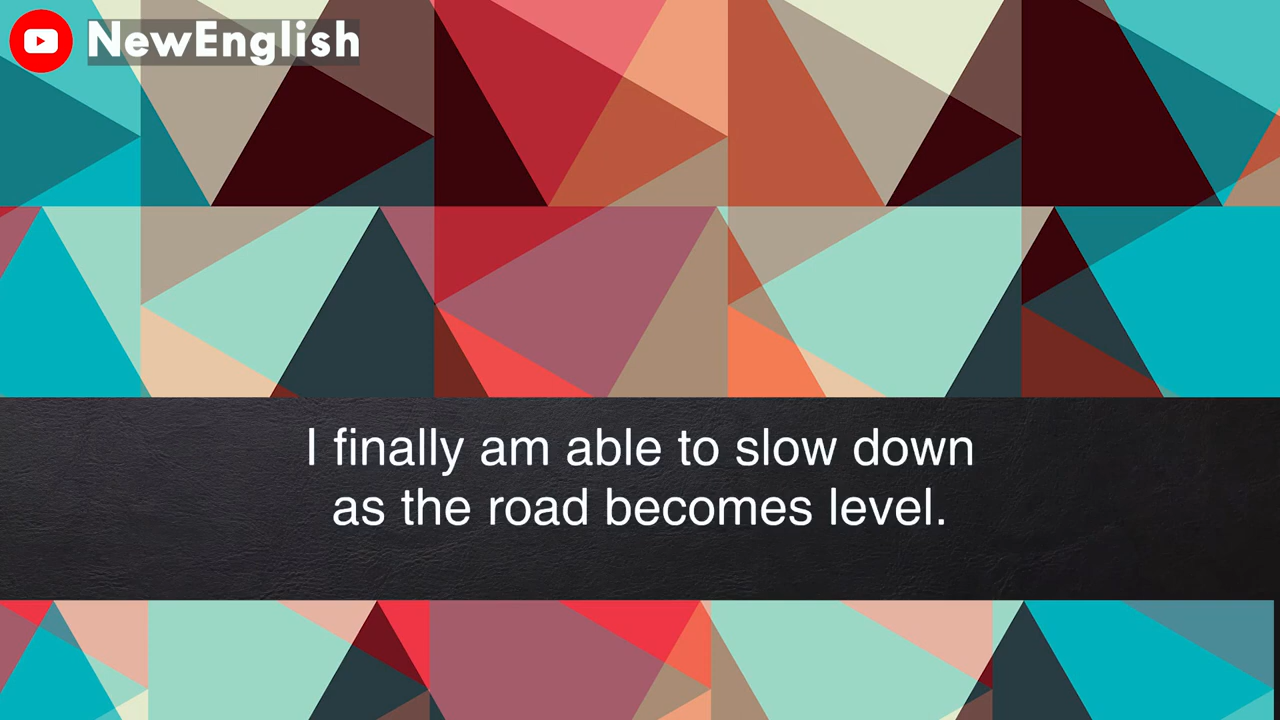 NewEnglish
I finally am able to slow down
as the road becomes level.